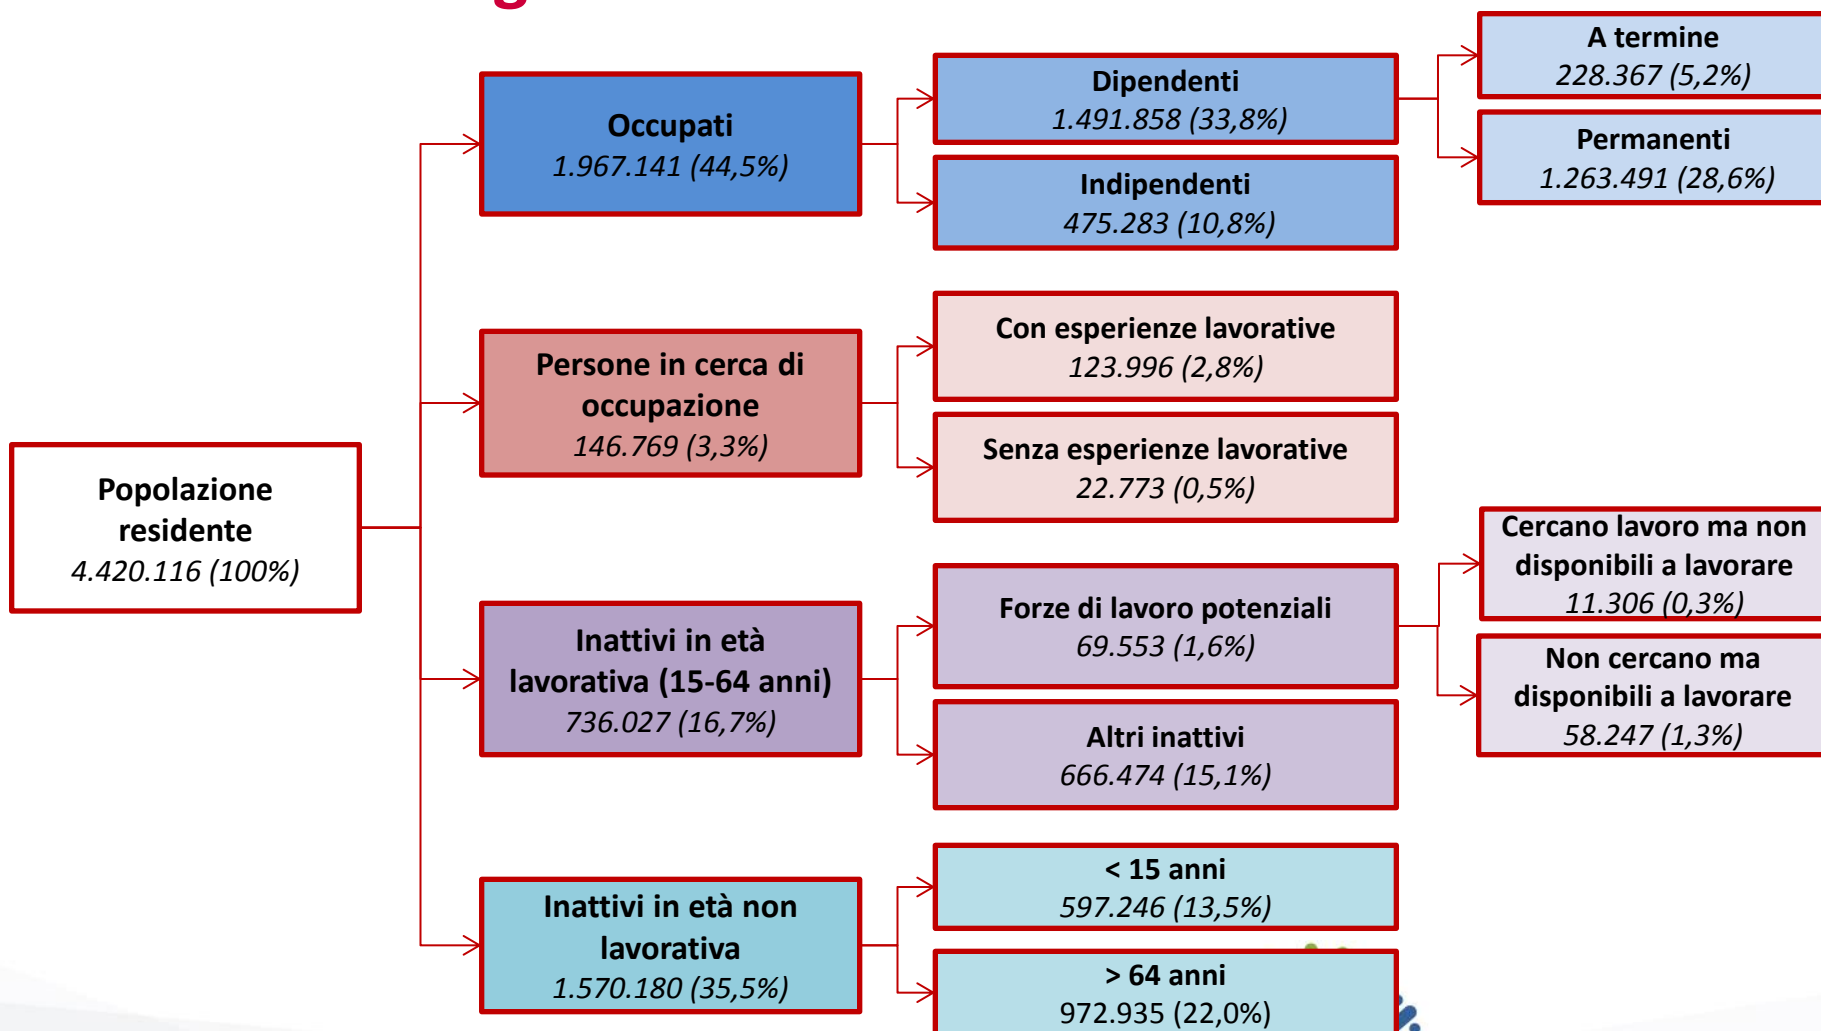 Popolazione
residente
4.420.116 (100%)
Occupati
1.967.141 (44,5%)
Dipendenti
1.491.858 (33,8%)
A termine
228.367 (5,2%)
Permanenti
1.263.491 (28,6%)
Indipendenti
475.283 (10,8%)
Persone in cerca di
occupazione
146.769 (3,3%)
Con esperienze lavorative
123.996 (2,8%)
Senza esperienze lavorative
22.773 (0,5%)
Inattivi in età
lavorativa (15-64 anni)
736.027 (16,7%)
Forze di lavoro potenziali
69.553 (1,6%)
Cercano lavoro ma non
disponibili a lavorare
11.306 (0,3%)
Non cercano ma
disponibili a lavorare
58.247 (1,3%)
Altri inattivi
666.474 (15,1%)
Inattivi in età non
lavorativa
1.570.180 (35,5%)
< 15 anni
597.246 (13,5%)
> 64 anni
972.935 (22,0%)